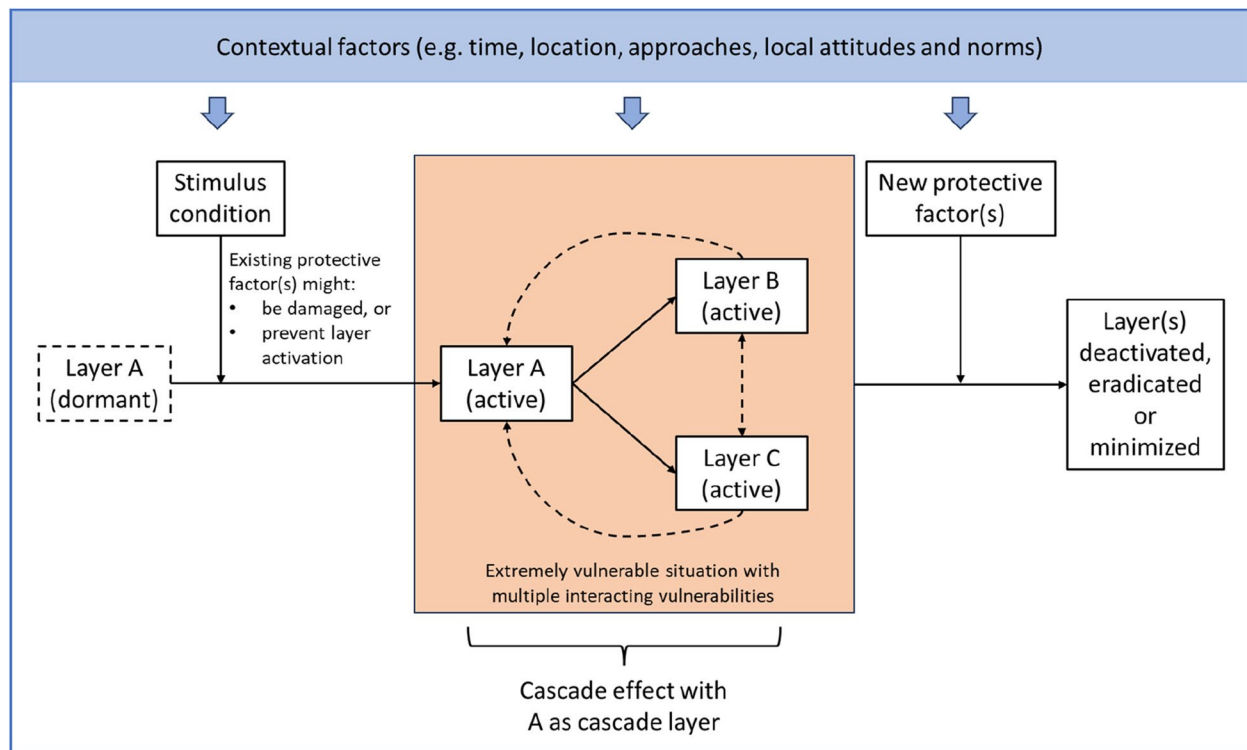 Contextual factors (e.g. time, location, approaches, local attitudes and norms)
Stimulus
condition
Existing protective
factor(s) might:
• be damaged, or
• prevent layer
activation
Layer A
(dormant)
Layer A
(active)
Layer B
(active)
Layer C
(active)
Extremely vulnerable situation with
multiple interacting vulnerabilities
Cascade effect with
A as cascade layer
New protective
factor(s)
Layer(s)
deactivated,
eradicated
or
minimized